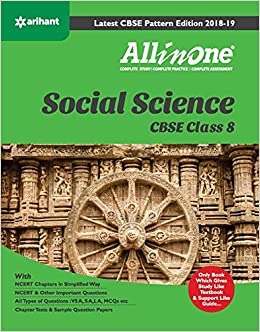 arihant
Latest CBSE Pattern Edition 2018-19
All in One
COMPLETE STUDY | COMPLETE PRACTICE | COMPLETE ASSESSMENT
Social Science
CBSE Class 8
With
NCERT Chapters in Simplified Way
NCERT & Other Important Questions
All Types of Questions : VSA, SA, LA, MCQs etc
Chapter Tests & Sample Question Papers
Only Book
Which Gives
Study Like
Textbook
& Support Like
Guide...